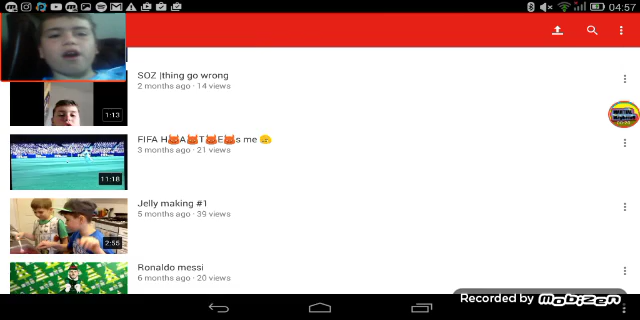 04:57
SOZ |thing go wrong
2 months ago · 14 views
1:13
FIFA H😈A😈T😈E😈s me 😠
3 months ago · 21 views
11:18
Jelly making #1
5 months ago · 39 views
2:55
Ronaldo messi
6 months ago · 20 views
Recorded by mobizen